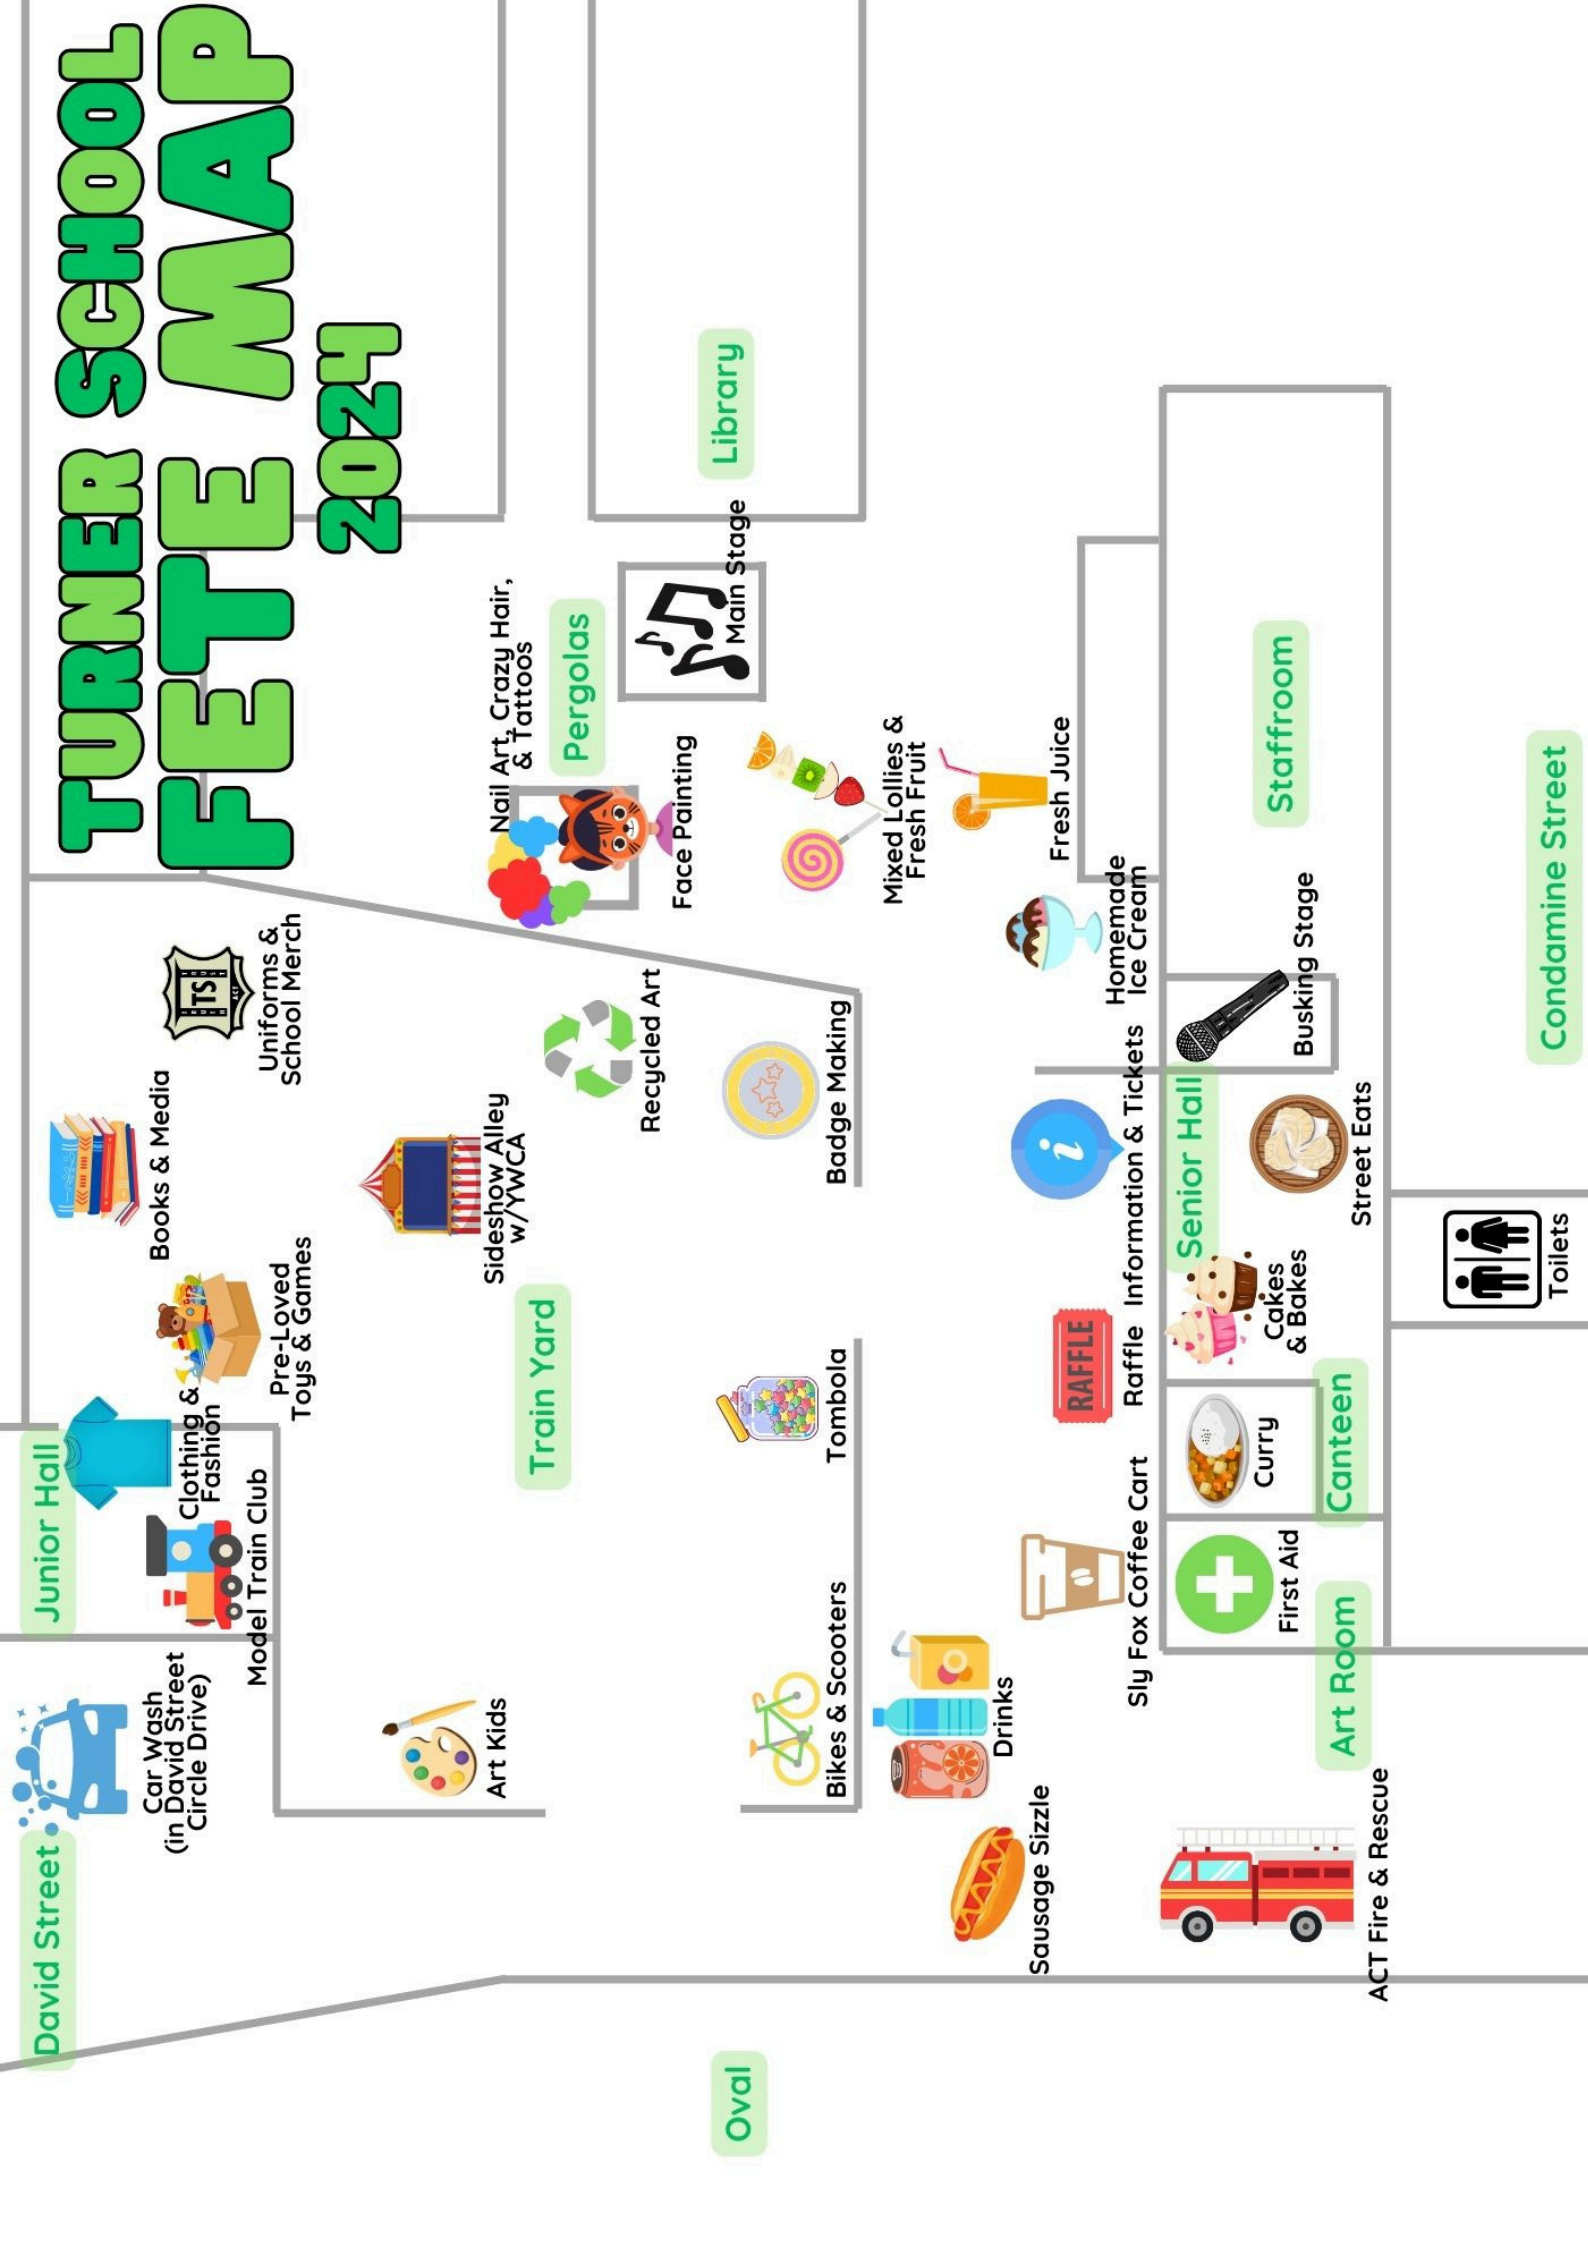 TURNER SCHOOL
FETE MAP
2024
David Street
Junior Hall
Car Wash
(in David Street
Circle Drive)
Model Train Club
Clothing &
Fashion
Pre-Loved
Toys & Games
Books & Media
TS
ACT
Uniforms &
School Merch
Art Kids
Train Yard
Sideshow Alley
w/YWCA
Recycled Art
Nail Art, Crazy Hair,
& Tattoos
Pergolas
Face Painting
Main Stage
Library
Oval
Bikes & Scooters
Tombola
Badge Making
Mixed Lollies &
Fresh Fruit
Drinks
Sausage Sizzle
Fresh Juice
Sly Fox Coffee Cart
RAFFLE
Raffle
i
Information & Tickets
Homemade
Ice Cream
Senior Hall
First Aid
Curry
Cakes
& Bakes
Street Eats
Busking Stage
Staffroom
Art Room
Canteen
ACT Fire & Rescue
Toilets
Condamine Street